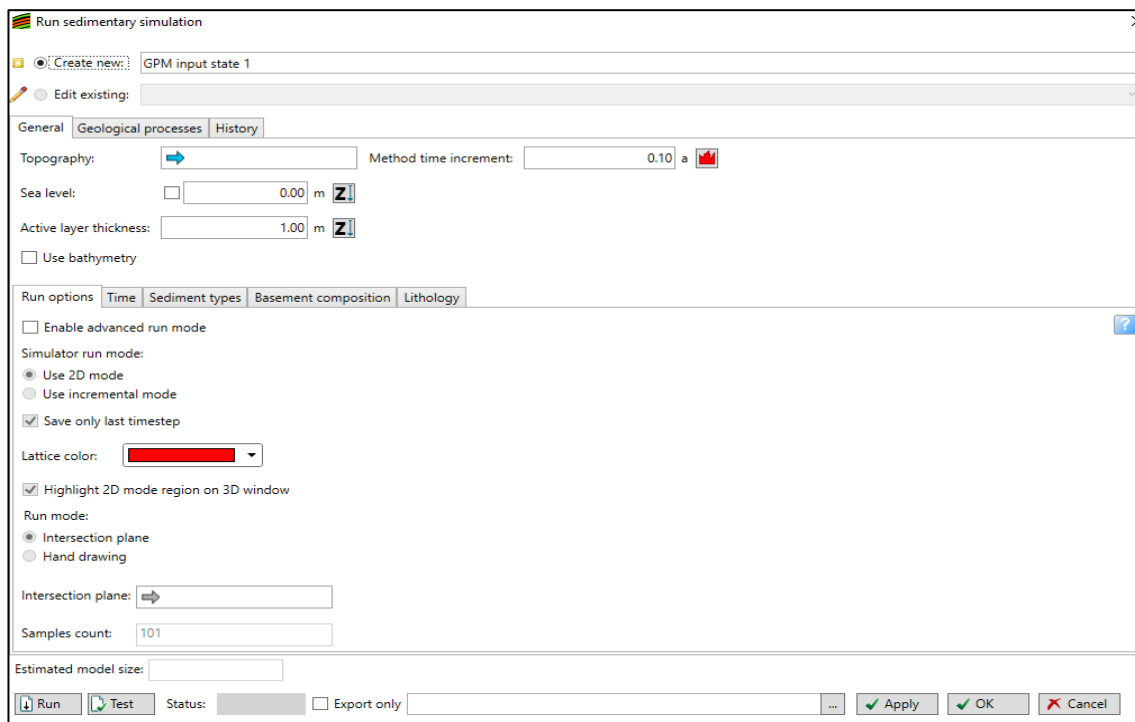 Run sedimentary simulation
Create new: GPM input state 1
Edit existing:
General Geological processes History
Topography: Method time increment: 0.10 a
Sea level: 0.00 m Z
Active layer thickness: 1.00 m Z
Use bathymetry
Run options Time Sediment types Basement composition Lithology
Enable advanced run mode ?
Simulator run mode:
Use 2D mode
Use incremental mode
Save only last timestep
Lattice color:
Highlight 2D mode region on 3D window
Run mode:
Intersection plane
Hand drawing
Intersection plane:
Samples count: 101
Estimated model size:
Run Test Status: Export only ... Apply OK Cancel